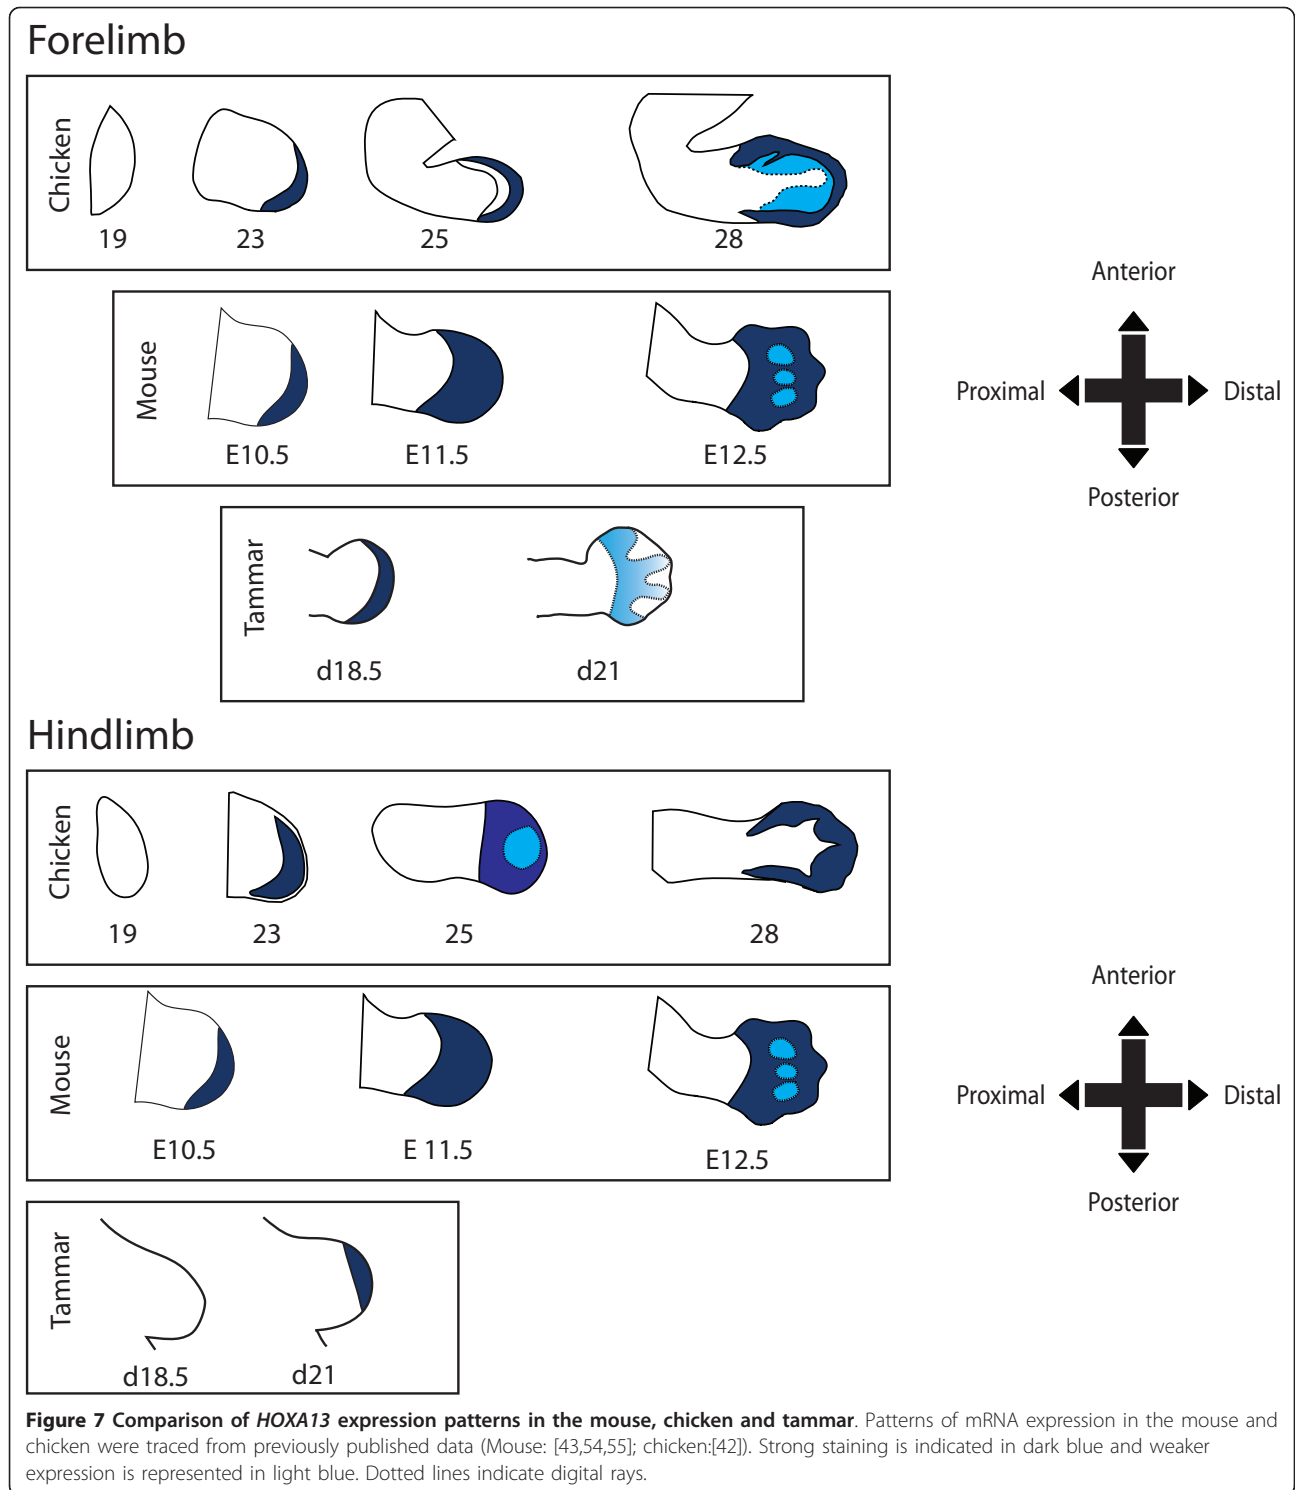 Forelimb
Chicken
19
23
25
28
Mouse
E10.5
E11.5
E12.5
Anterior
Proximal
Distal
Posterior
Tammar
d18.5
d21
Hindlimb
Chicken
19
23
25
28
Mouse
E10.5
E 11.5
E12.5
Anterior
Proximal
Distal
Posterior
Tammar
d18.5
d21
Figure 7 Comparison of HOXA13 expression patterns in the mouse, chicken and tammar. Patterns of mRNA expression in the mouse and
chicken were traced from previously published data (Mouse: [43,54,55]; chicken:[42]). Strong staining is indicated in dark blue and weaker
expression is represented in light blue. Dotted lines indicate digital rays.